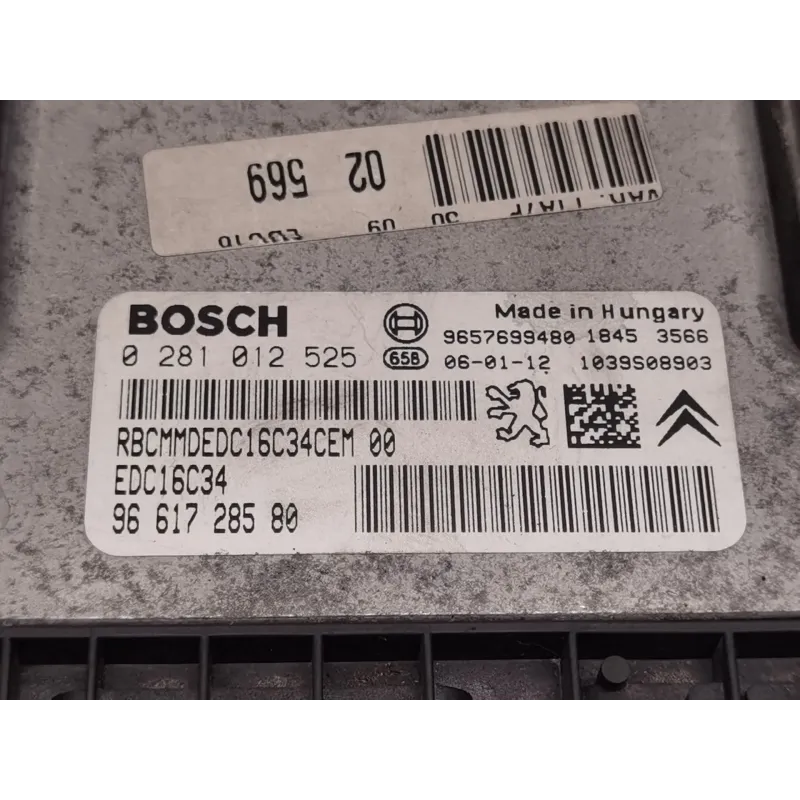 02 569
BOSCH
Made in Hungary
9657699480 1845 3566
0 281 012 525
65B
06-01-12 1039S08903
RBCMMDEDC16C34CEM 00
EDC16C34
96 617 285 80